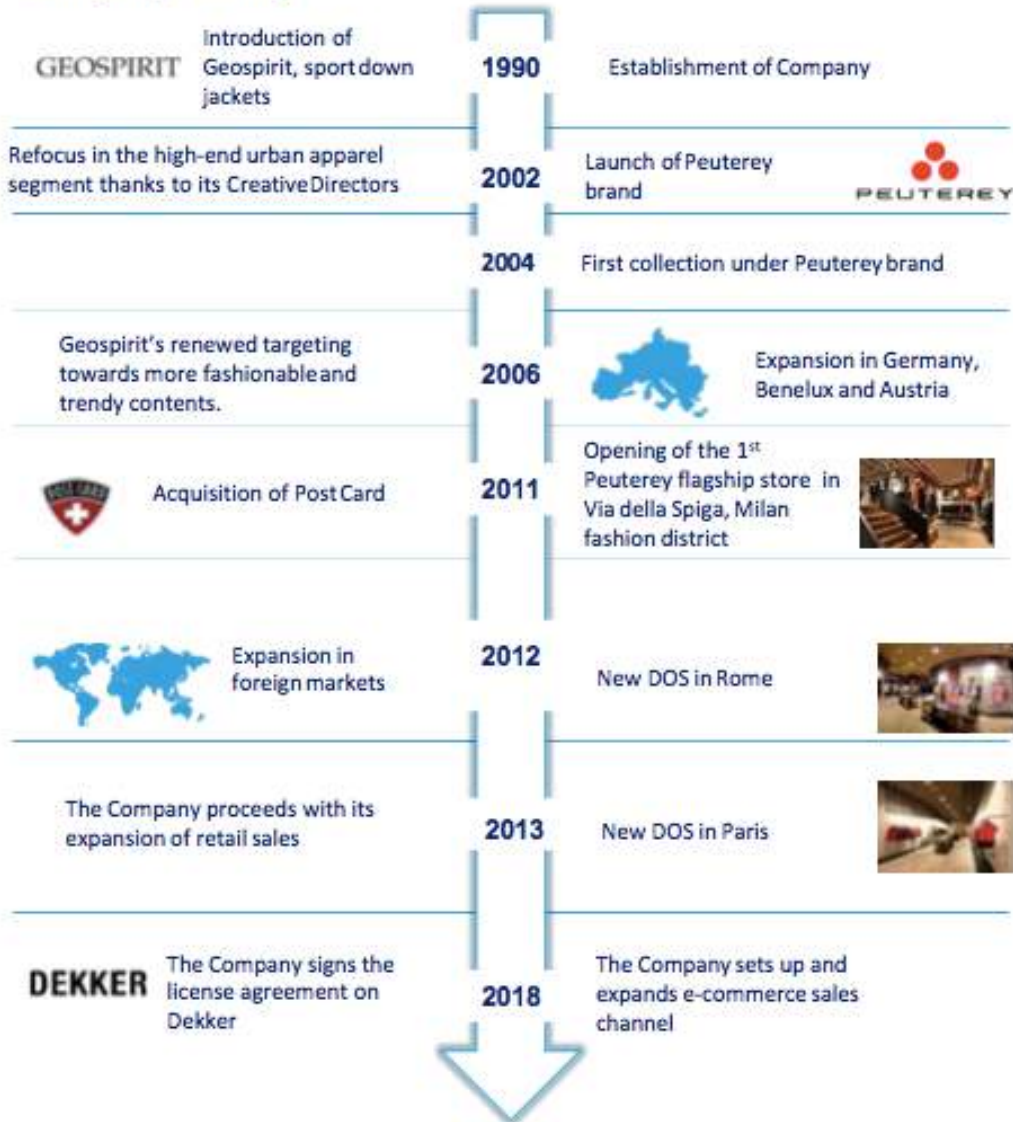 GEOSPIRIT
Introduction of
Geospirit, sport down
jackets
1990
Establishment of Company
Refocus in the high-end urban apparel
segment thanks to its Creative Directors
2002
Launch of Peuterey
brand
PEUTEREY
2004
First collection under Peuterey brand
Geospirit's renewed targeting
towards more fashionable and
trendy contents.
2006
Expansion in Germany,
Benelux and Austria
Acquisition of Post Card
2011
Opening of the 1st
Peuterey flagship store in
Via della Spiga, Milan
fashion district
Expansion in
foreign markets
2012
New DOS in Rome
The Company proceeds with its
expansion of retail sales
2013
New DOS in Paris
DEKKER
The Company signs the
license agreement on
Dekker
2018
The Company sets up and
expands e-commerce sales
channel